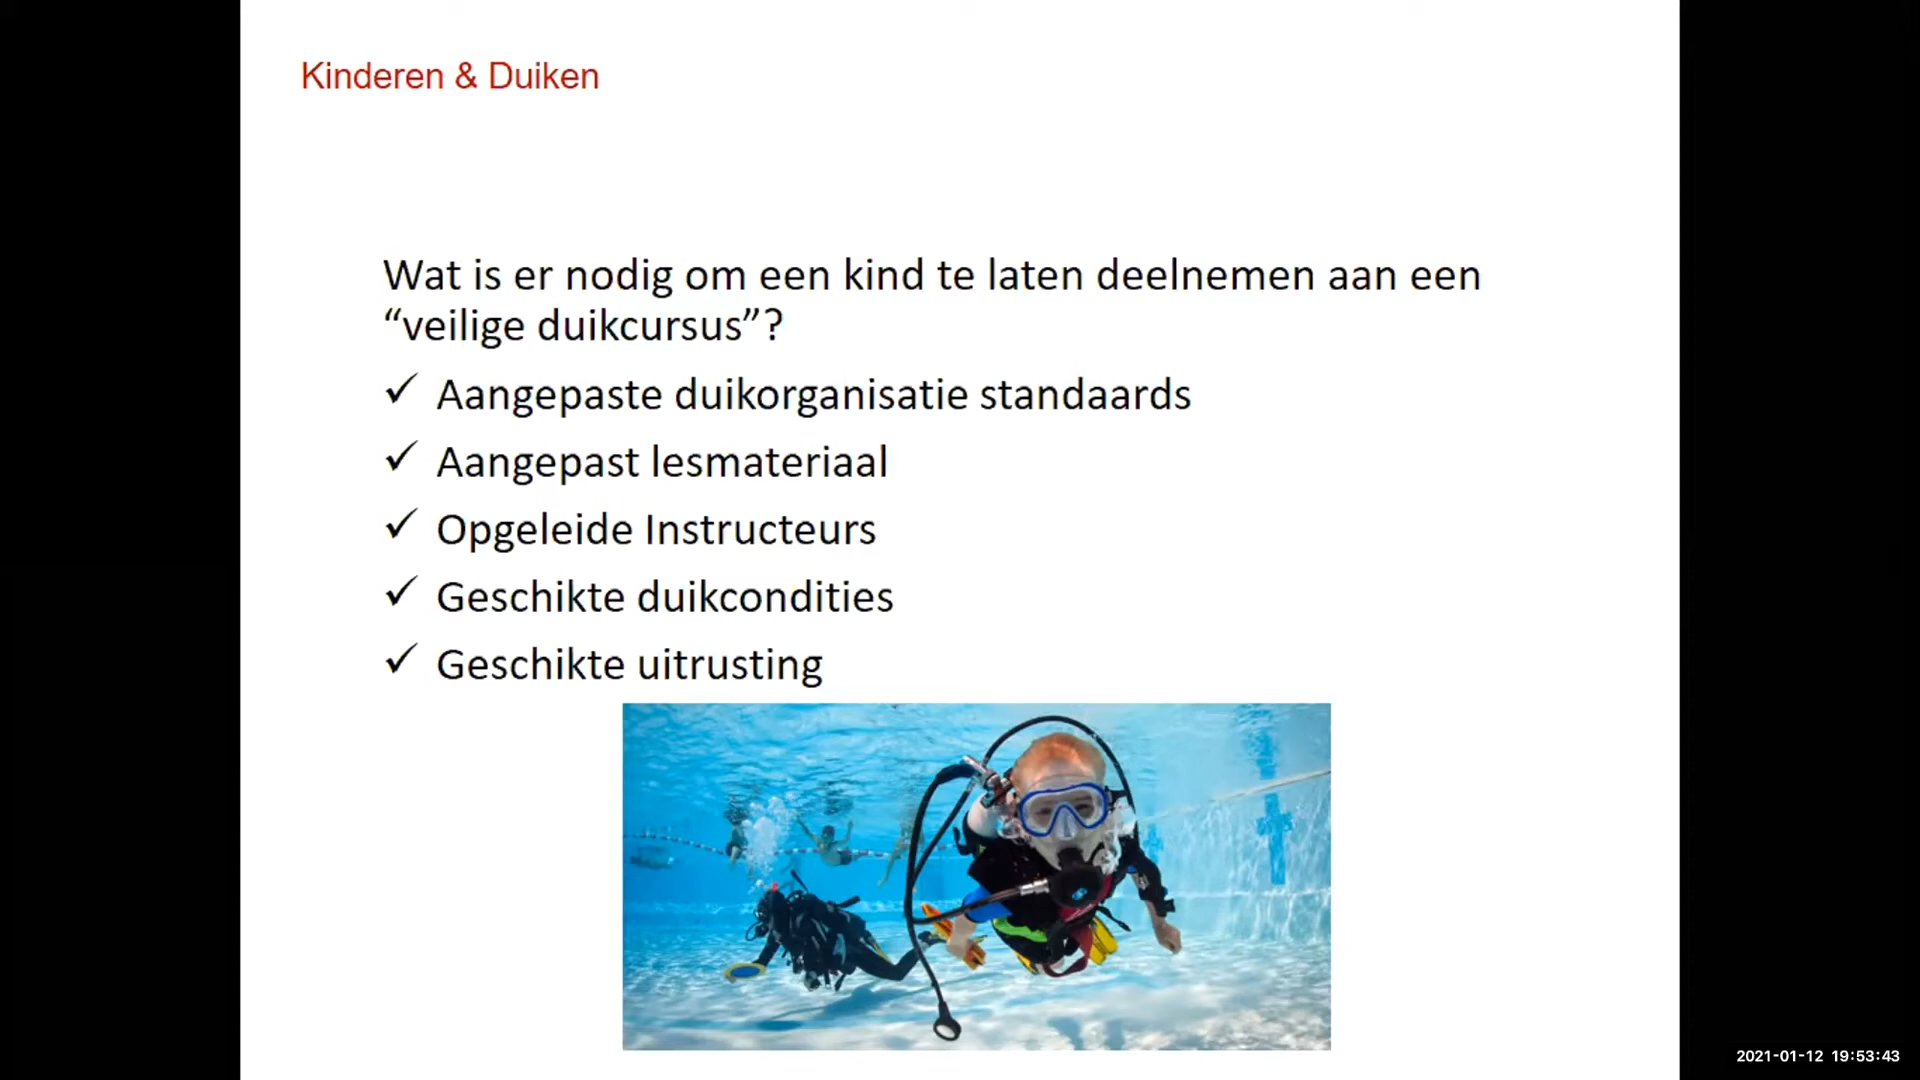 Kinderen & Duiken
Wat is er nodig om een kind te laten deelnemen aan een
“veilige duikcursus”?
✓ Aangepaste duikorganisatie standaards
✓ Aangepast lesmateriaal
✓ Opgeleide Instructeurs
✓ Geschikte duikcondities
✓ Geschikte uitrusting
2021-01-12 19:53:43